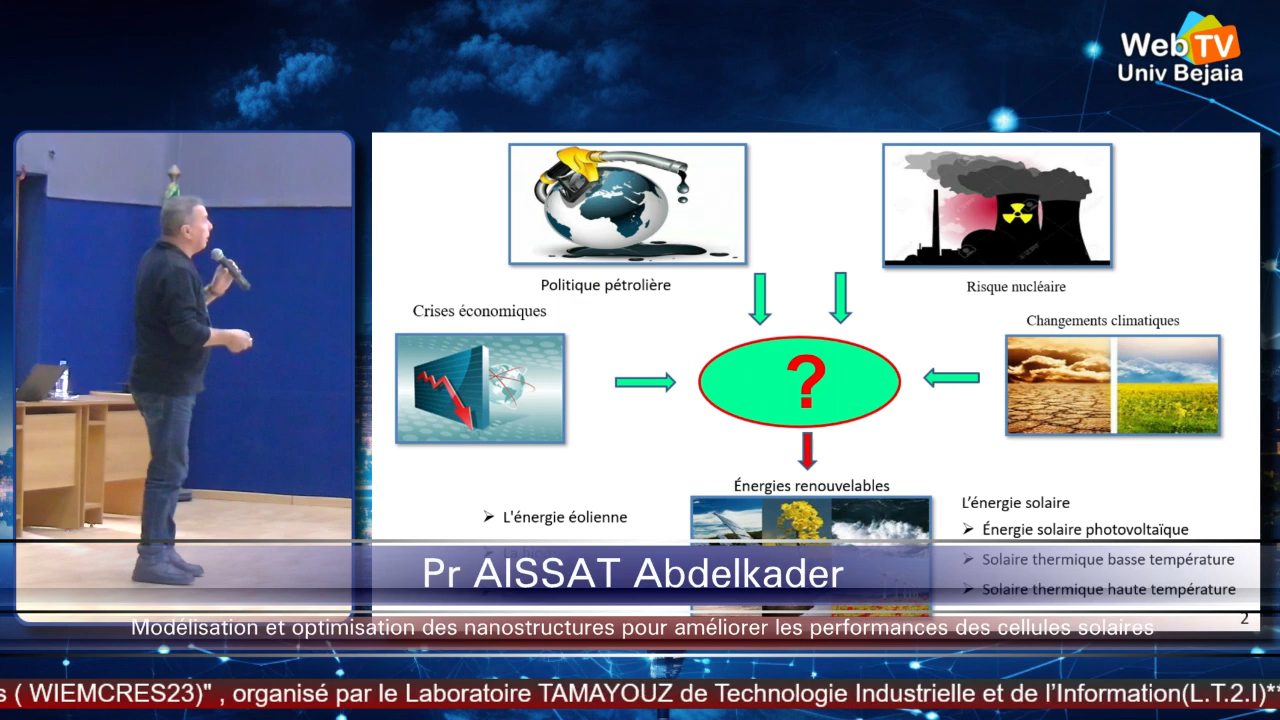 Web TV
Univ Bejaia
Politique pétrolière
Risque nucléaire
Crises économiques
Changements climatiques
?
Énergies renouvelables
L'énergie éolienne
L'énergie solaire
Énergie solaire photovoltaïque
Solaire thermique basse température
Solaire thermique haute température
2
Pr AISSAT Abdelkader
Modélisation et optimisation des nanostructures pour améliorer les performances des cellules solaires
s ( WIEMCRES23)" , organisé par le Laboratoire TAMAYOUZ de Technologie Industrielle et de l'Information(L.T.2.I)**